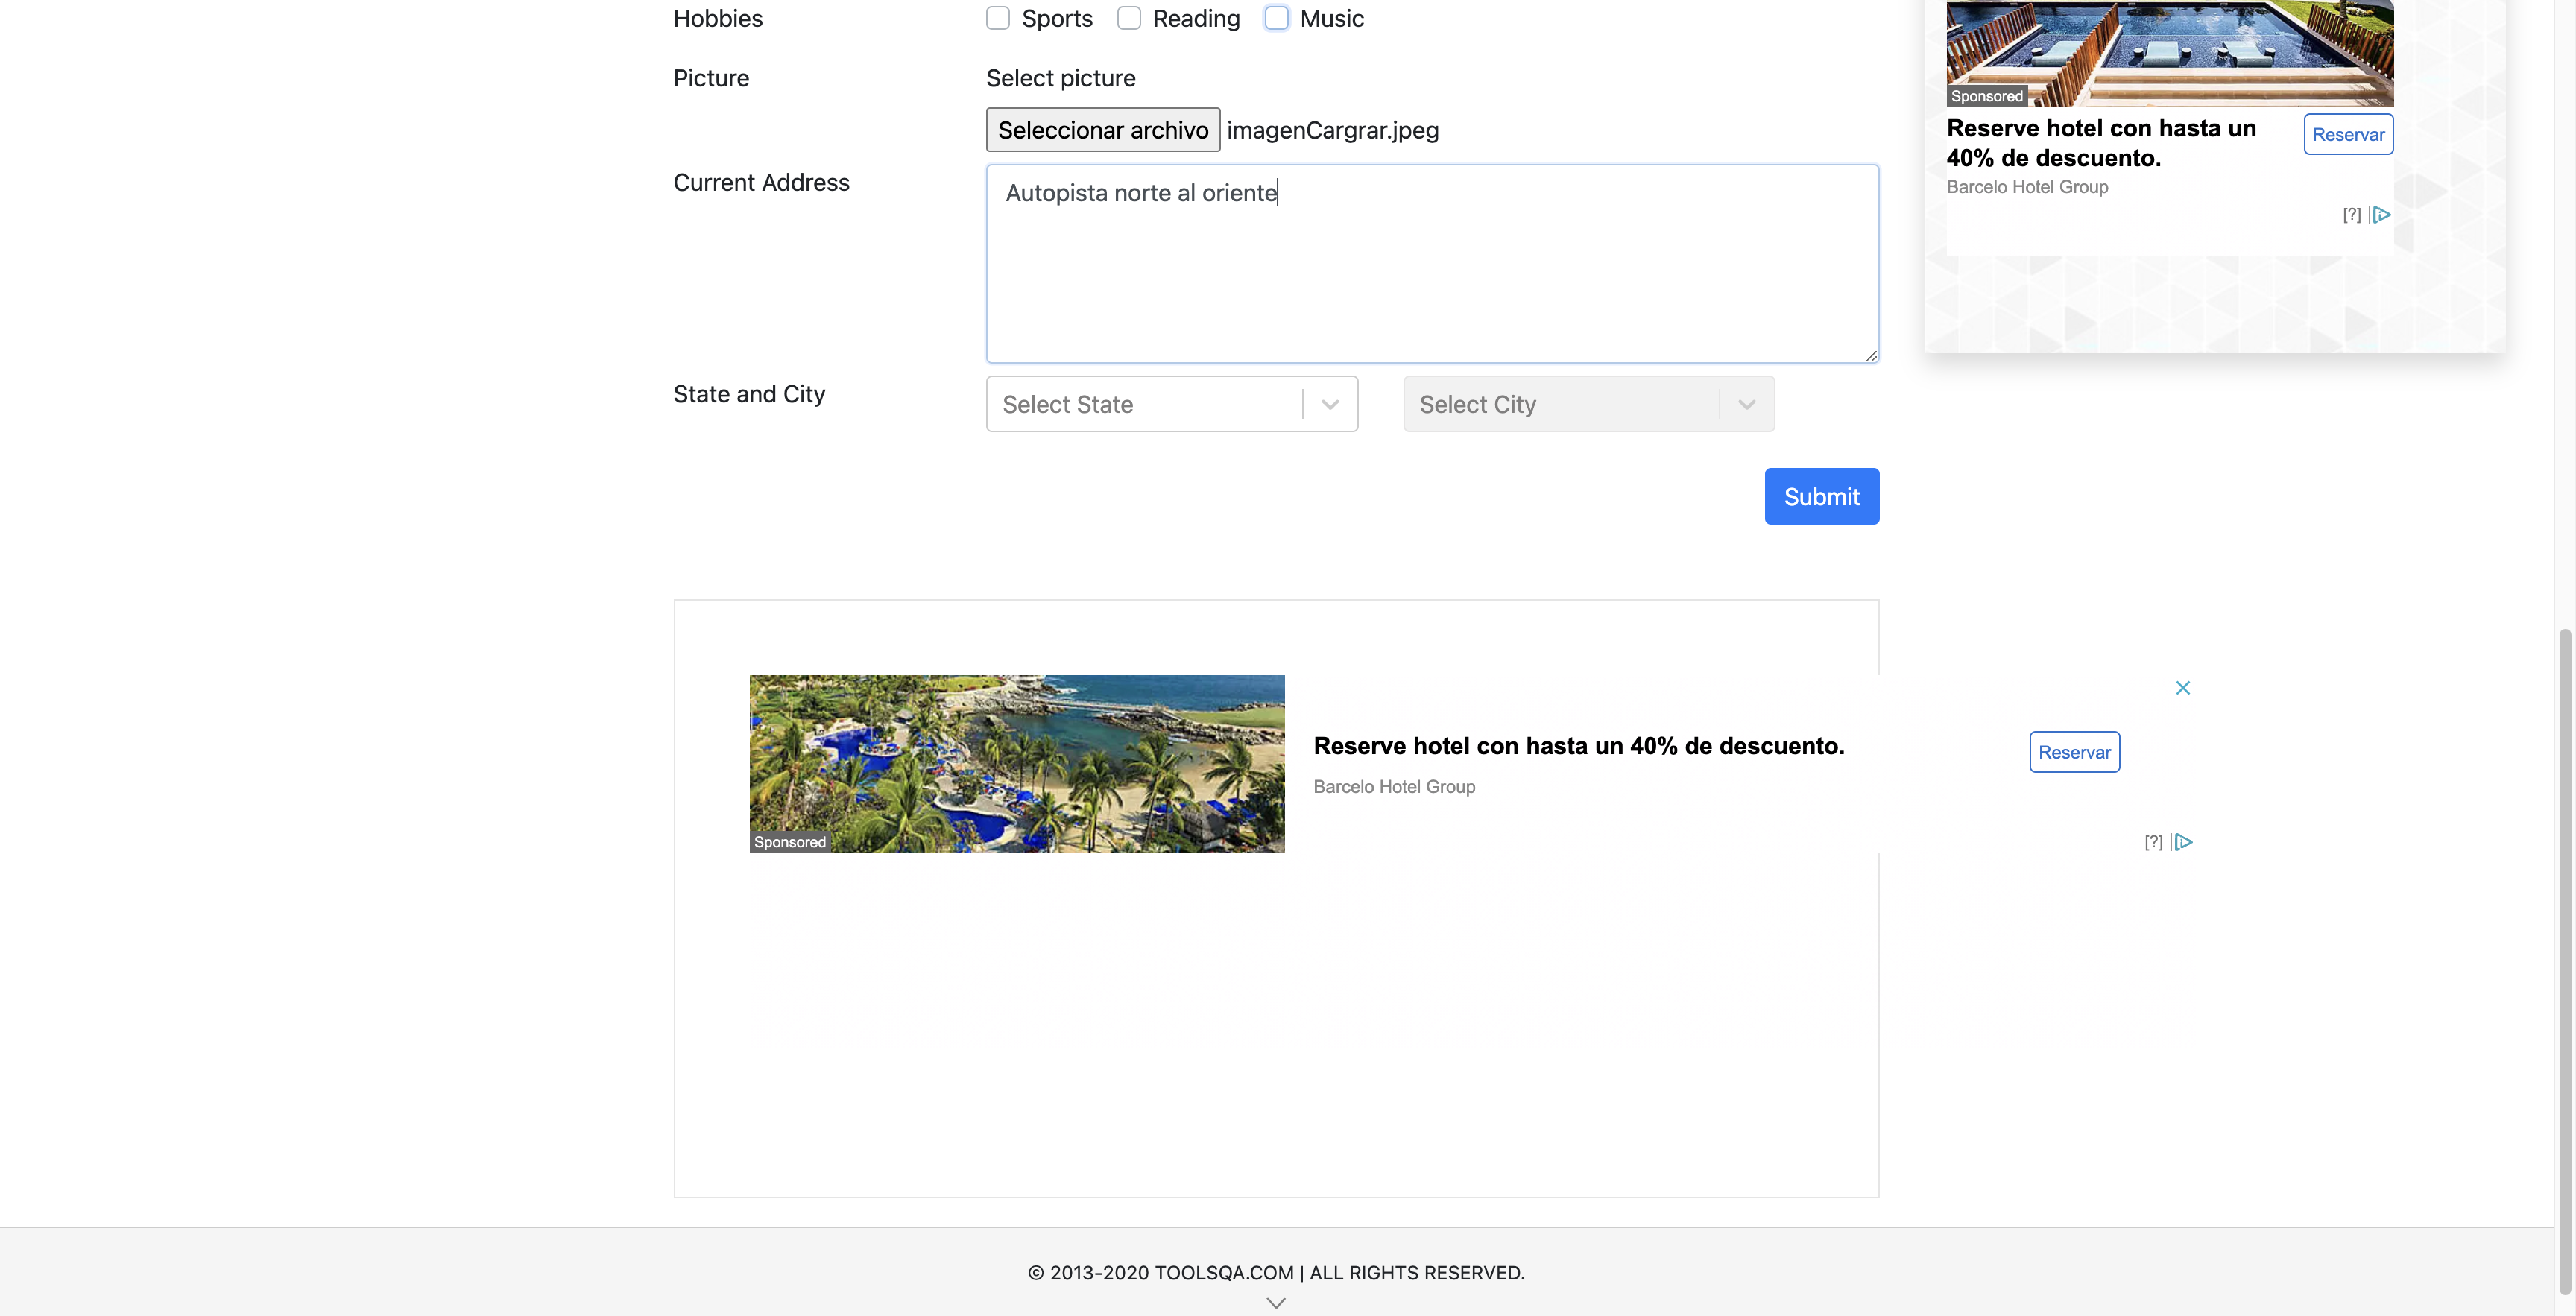 Hobbies
Sports
Reading
Music
Picture
Select picture
Seleccionar archivo imagenCargrar.jpeg
Current Address
Autopista norte al oriente
State and City
Select State
Select City
Submit
Sponsored
Reserve hotel con hasta un
40% de descuento.
Barcelo Hotel Group
Reservar
[?]
Sponsored
Reserve hotel con hasta un 40% de descuento.
Barcelo Hotel Group
Reservar
[?]
© 2013-2020 TOOLSQA.COM | ALL RIGHTS RESERVED.